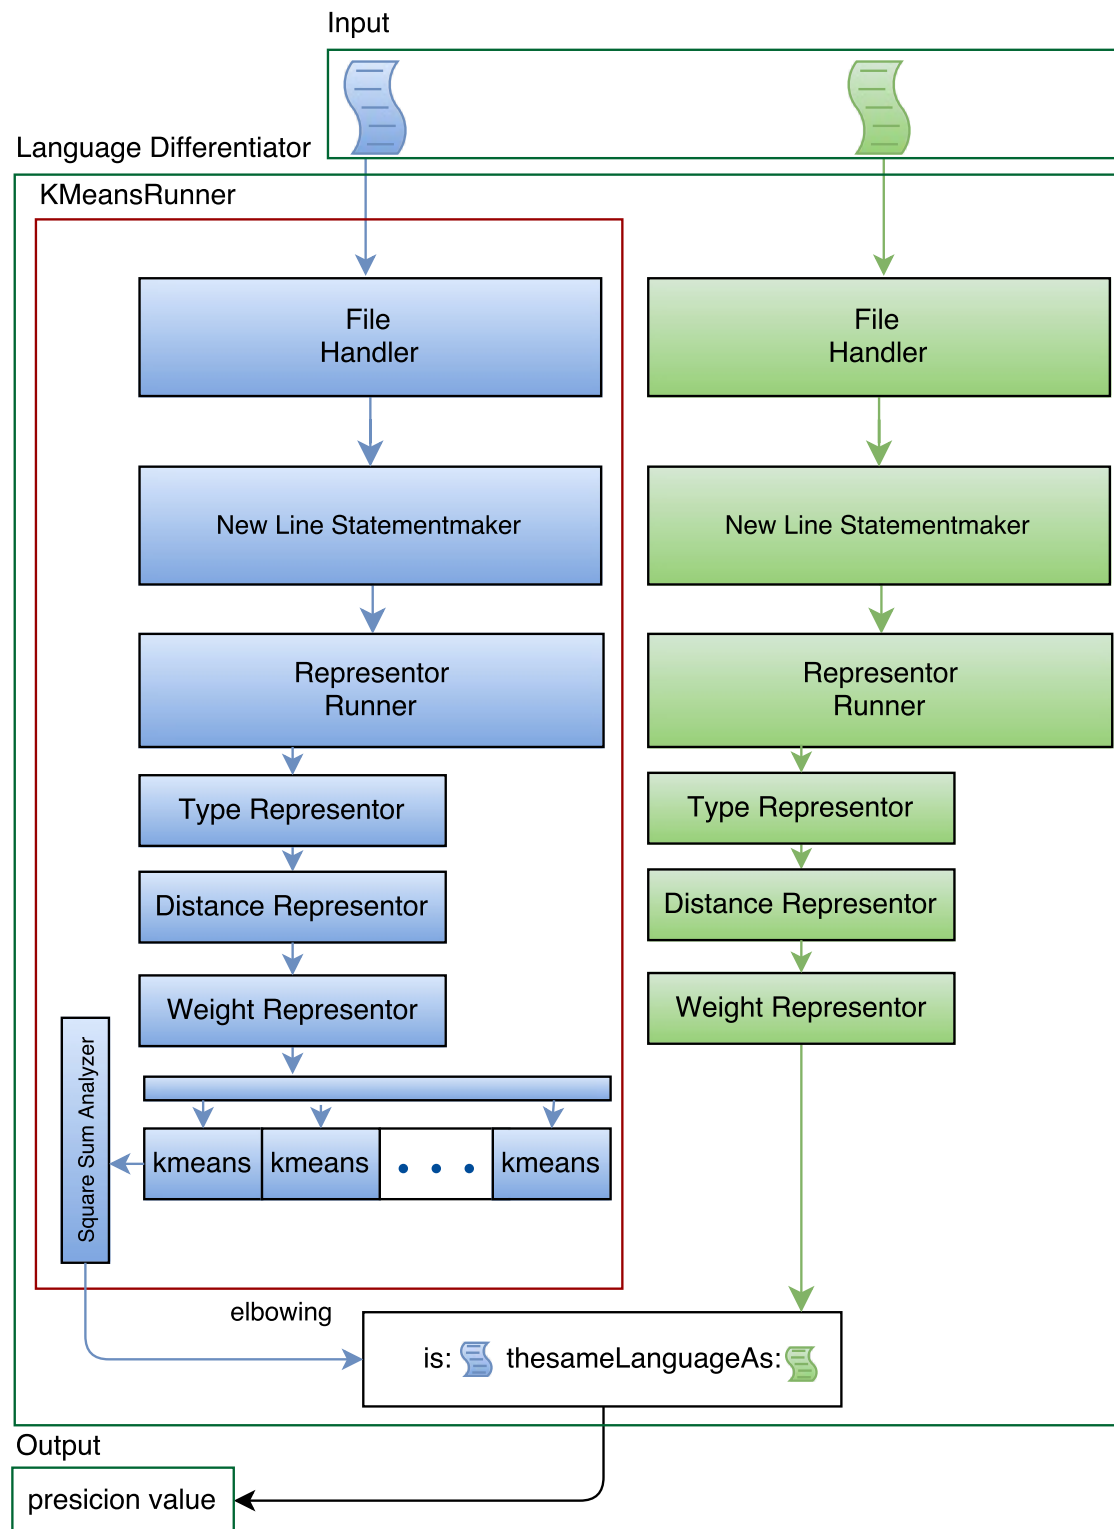 Input
Language Differentiator
KMeansRunner
File
Handler
File
Handler
New Line Statementmaker
New Line Statementmaker
Representor
Runner
Representor
Runner
Type Representor
Type Representor
Distance Representor
Distance Representor
Weight Representor
Weight Representor
Square Sum Analyzer
kmeans
kmeans
kmeans
elbowing
is: thesameLanguageAs:
Output
presicion value